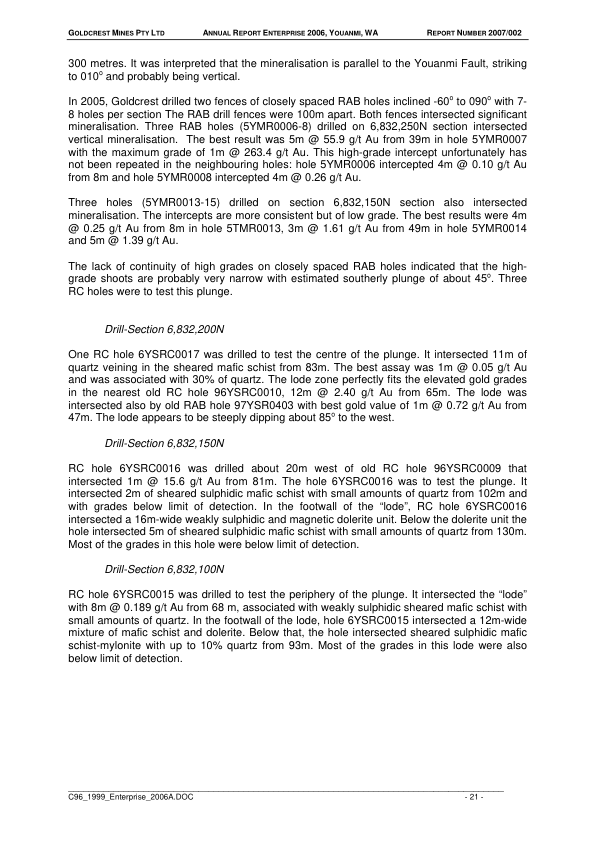 GOLDCREST MINES PTY LTD ANNUAL REPORT ENTERPRISE 2006, YOUANMI, WA REPORT NUMBER 2007/002
300 metres. It was interpreted that the mineralisation is parallel to the Youanmi Fault, striking
to 010o and probably being vertical.
In 2005, Goldcrest drilled two fences of closely spaced RAB holes inclined -60o to 090o with 7-
8 holes per section The RAB drill fences were 100m apart. Both fences intersected significant
mineralisation. Three RAB holes (5YMR0006-8) drilled on 6,832,250N section intersected
vertical mineralisation. The best result was 5m @ 55.9 g/t Au from 39m in hole 5YMR0007
with the maximum grade of 1m @ 263.4 g/t Au. This high-grade intercept unfortunately has
not been repeated in the neighbouring holes: hole 5YMR0006 intercepted 4m @ 0.10 g/t Au
from 8m and hole 5YMR0008 intercepted 4m @ 0.26 g/t Au.
Three holes (5YMR0013-15) drilled on section 6,832,150N section also intersected
mineralisation. The intercepts are more consistent but of low grade. The best results were 4m
@ 0.25 g/t Au from 8m in hole 5TMR0013, 3m @ 1.61 g/t Au from 49m in hole 5YMR0014
and 5m @ 1.39 g/t Au.
The lack of continuity of high grades on closely spaced RAB holes indicated that the high-
grade shoots are probably very narrow with estimated southerly plunge of about 45o. Three
RC holes were to test this plunge.
Drill-Section 6,832,200N
One RC hole 6YSRC0017 was drilled to test the centre of the plunge. It intersected 11m of
quartz veining in the sheared mafic schist from 83m. The best assay was 1m @ 0.05 g/t Au
and was associated with 30% of quartz. The lode zone perfectly fits the elevated gold grades
in the nearest old RC hole 96YSRC0010, 12m @ 2.40 g/t Au from 65m. The lode was
intersected also by old RAB hole 97YSR0403 with best gold value of 1m @ 0.72 g/t Au from
47m. The lode appears to be steeply dipping about 85o to the west.
Drill-Section 6,832,150N
RC hole 6YSRC0016 was drilled about 20m west of old RC hole 96YSRC0009 that
intersected 1m @ 15.6 g/t Au from 81m. The hole 6YSRC0016 was to test the plunge. It
intersected 2m of sheared sulphidic mafic schist with small amounts of quartz from 102m and
with grades below limit of detection. In the footwall of the “lode”, RC hole 6YSRC0016
intersected a 16m-wide weakly sulphidic and magnetic dolerite unit. Below the dolerite unit the
hole intersected 5m of sheared sulphidic mafic schist with small amounts of quartz from 130m.
Most of the grades in this hole were below limit of detection.
Drill-Section 6,832,100N
RC hole 6YSRC0015 was drilled to test the periphery of the plunge. It intersected the “lode”
with 8m @ 0.189 g/t Au from 68 m, associated with weakly sulphidic sheared mafic schist with
small amounts of quartz. In the footwall of the lode, hole 6YSRC0015 intersected a 12m-wide
mixture of mafic schist and dolerite. Below that, the hole intersected sheared sulphidic mafic
schist-mylonite with up to 10% quartz from 93m. Most of the grades in this lode were also
below limit of detection.
C96_1999_Enterprise_2006A.DOC - 21 -